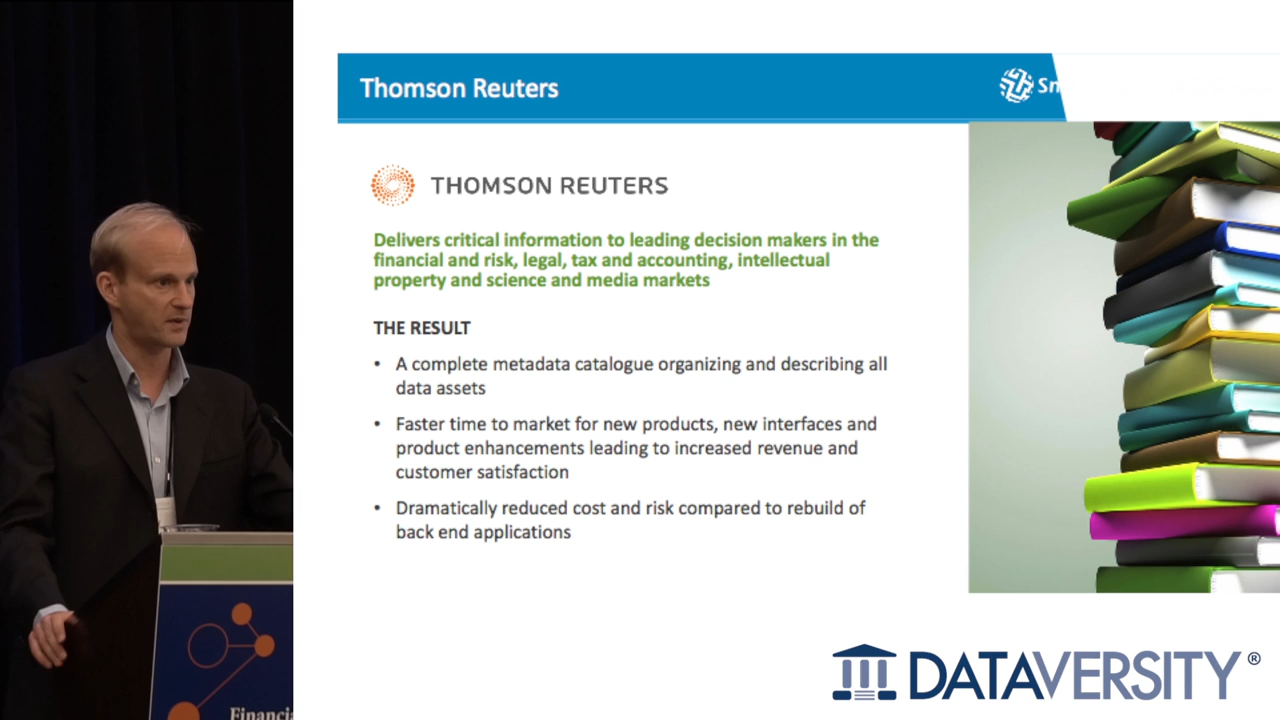 Thomson Reuters
THOMSON REUTERS
Delivers critical information to leading decision makers in the
financial and risk, legal, tax and accounting, intellectual
property and science and media markets
THE RESULT
• A complete metadata catalogue organizing and describing all
data assets
• Faster time to market for new products, new interfaces and
product enhancements leading to increased revenue and
customer satisfaction
• Dramatically reduced cost and risk compared to rebuild of
back end applications
DATAVERSITY®